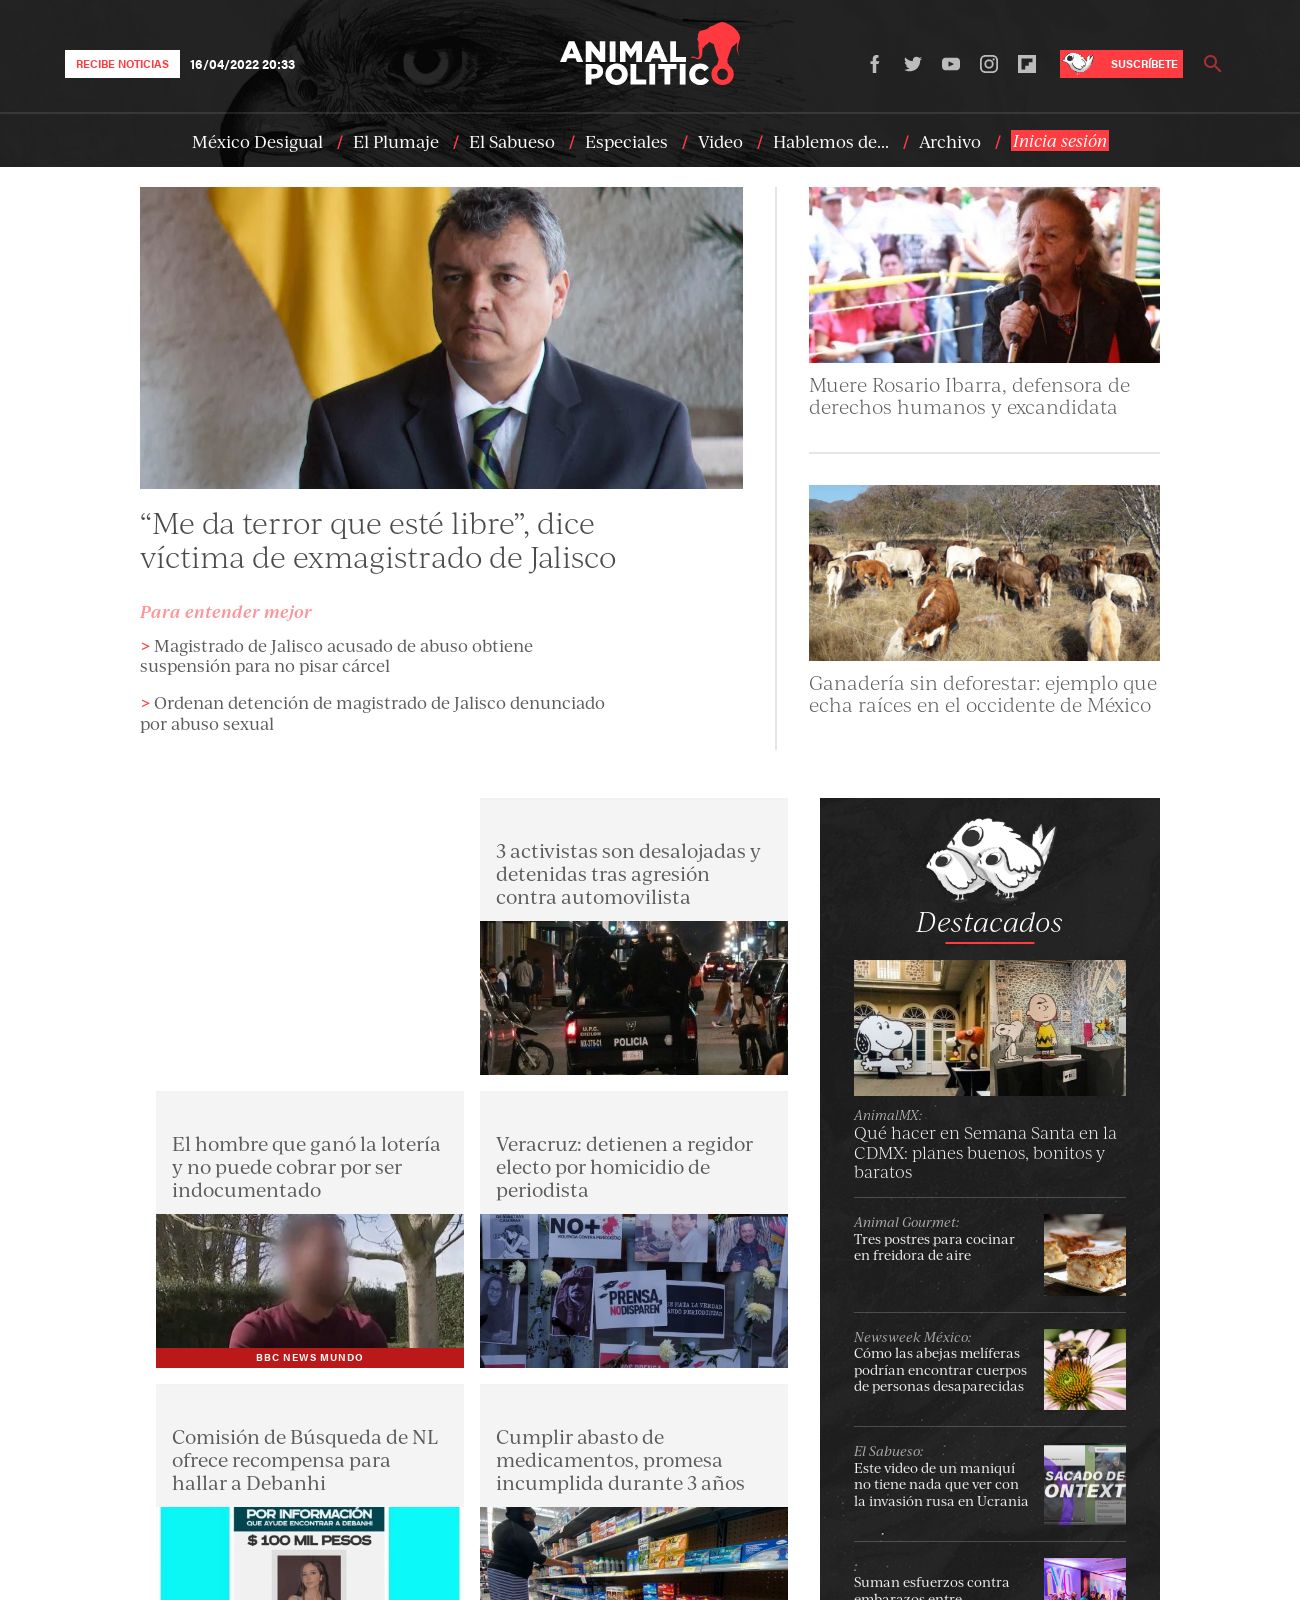 RECIBE NOTICIAS
16/04/2022 20:33
ANIMAL
POLITICO
SUSCRÍBETE
México Desigual / El Plumaje / El Sabueso / Especiales / Video / Hablemos de... / Archivo / Inicia sesión
“Me da terror que esté libre”, dice
víctima de exmagistrado de Jalisco
Para entender mejor
> Magistrado de Jalisco acusado de abuso obtiene
suspensión para no pisar cárcel
> Ordenan detención de magistrado de Jalisco denunciado
por abuso sexual
Muere Rosario Ibarra, defensora de
derechos humanos y excandidata
Ganadería sin deforestar: ejemplo que
echa raíces en el occidente de México
3 activistas son desalojadas y
detenidas tras agresión
contra automovilista
POLICIA
El hombre que ganó la lotería
y no puede cobrar por ser
indocumentado
BBC NEWS MUNDO
Veracruz: detienen a regidor
electo por homicidio de
periodista
NO+
PRENSA,
NO DISPAREN
Comisión de Búsqueda de NL
ofrece recompensa para
hallar a Debanhi
POR INFORMACIÓN
QUE AYUDE ENCONTRAR A DEBANHI
$ 100 MIL PESOS
Cumplir abasto de
medicamentos, promesa
incumplida durante 3 años
Destacados
AnimalMX:
Qué hacer en Semana Santa en la
CDMX: planes buenos, bonitos y
baratos
Animal Gourmet:
Tres postres para cocinar
en freidora de aire
Newsweek México:
Cómo las abejas melíferas
podrían encontrar cuerpos
de personas desaparecidas
El Sabueso:
Este video de un maniquí
no tiene nada que ver con
la invasión rusa en Ucrania
SACADO DE
ONTEXT
:
Suman esfuerzos contra
embarazos entre